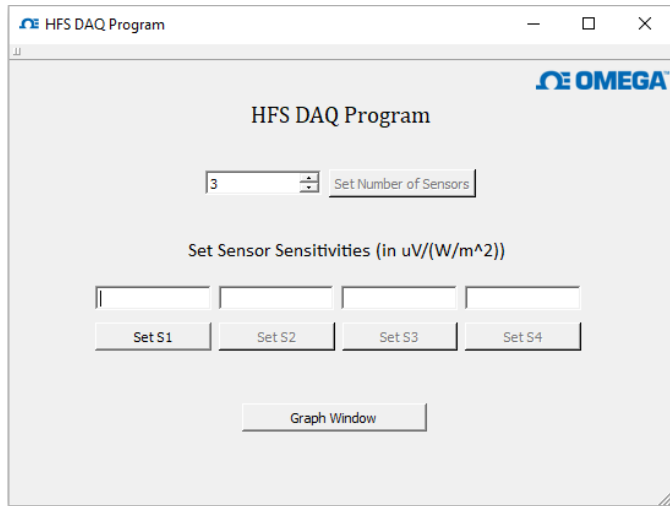 HFS DAQ Program
OMEGA™
HFS DAQ Program
3 Set Number of Sensors
Set Sensor Sensitivities (in uV/(W/m^2))
Set S1 Set S2 Set S3 Set S4
Graph Window